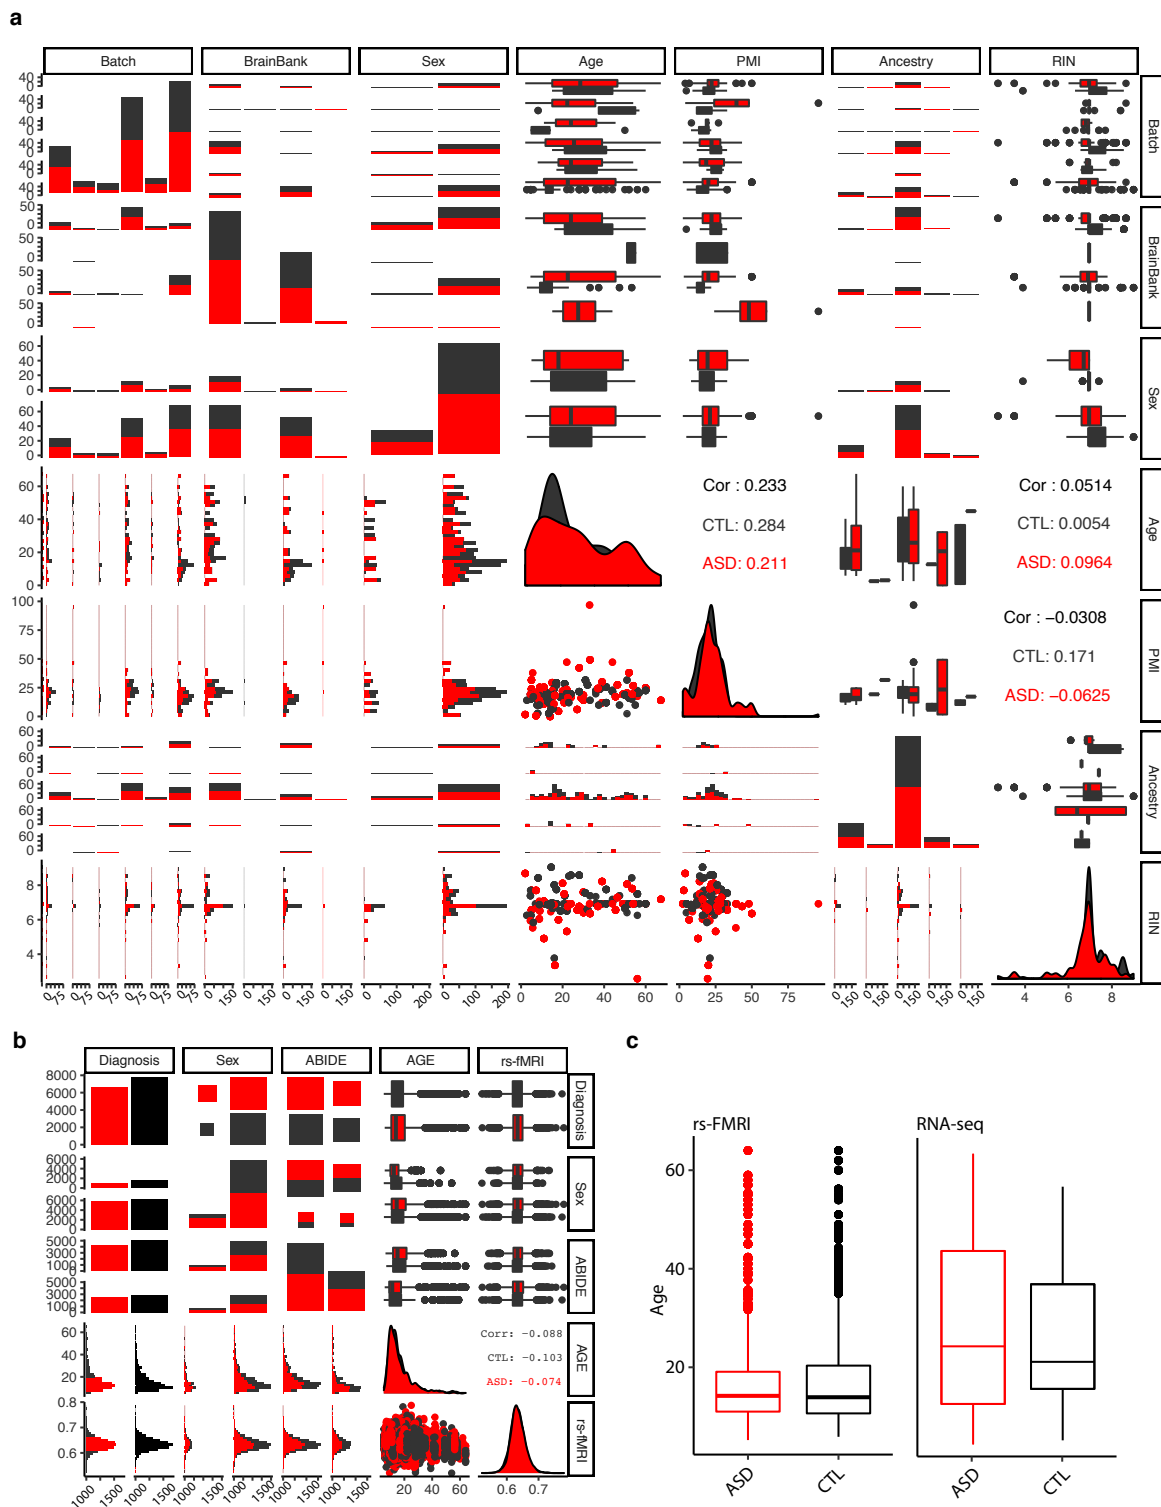 a
Batch BrainBank Sex Age PMI Ancestry RIN
Batch
BrainBank
Sex
Age
PMI
Ancestry
RIN
Cor : 0.233
CTL: 0.284
ASD: 0.211
Cor : 0.0514
CTL: 0.0054
ASD: 0.0964
Cor : −0.0308
CTL: 0.171
ASD: −0.0625
60
40
20
0
100
75
50
25
0
8
6
4
0 20 40 60
0 25 50 75
4 6 8
b
Diagnosis Sex ABIDE AGE rs-fMRI
Diagnosis
Sex
ABIDE
AGE
rs-fMRI
8000
6000
4000
2000
0
Corr: −0.088
CTL: −0.103
ASD: −0.074
0.8
0.7
0.6
20 40 60
0.6 0.7
c
rs-FMRI
RNA-seq
Age
60
40
20
ASD CTL
ASD CTL